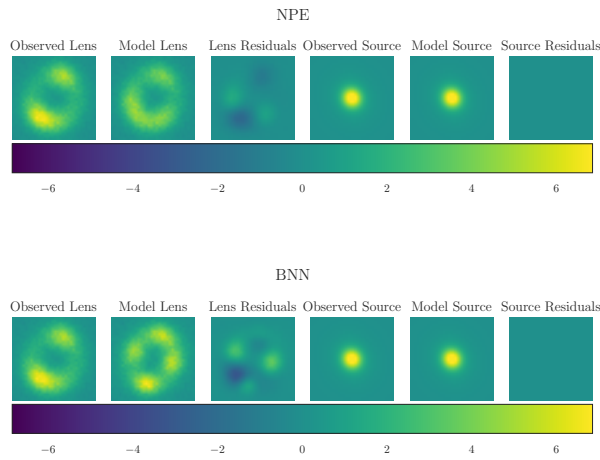 NPE
Observed Lens Model Lens Lens Residuals Observed Source Model Source Source Residuals
−6 −4 −2 0 2 4 6
BNN
Observed Lens Model Lens Lens Residuals Observed Source Model Source Source Residuals
−6 −4 −2 0 2 4 6